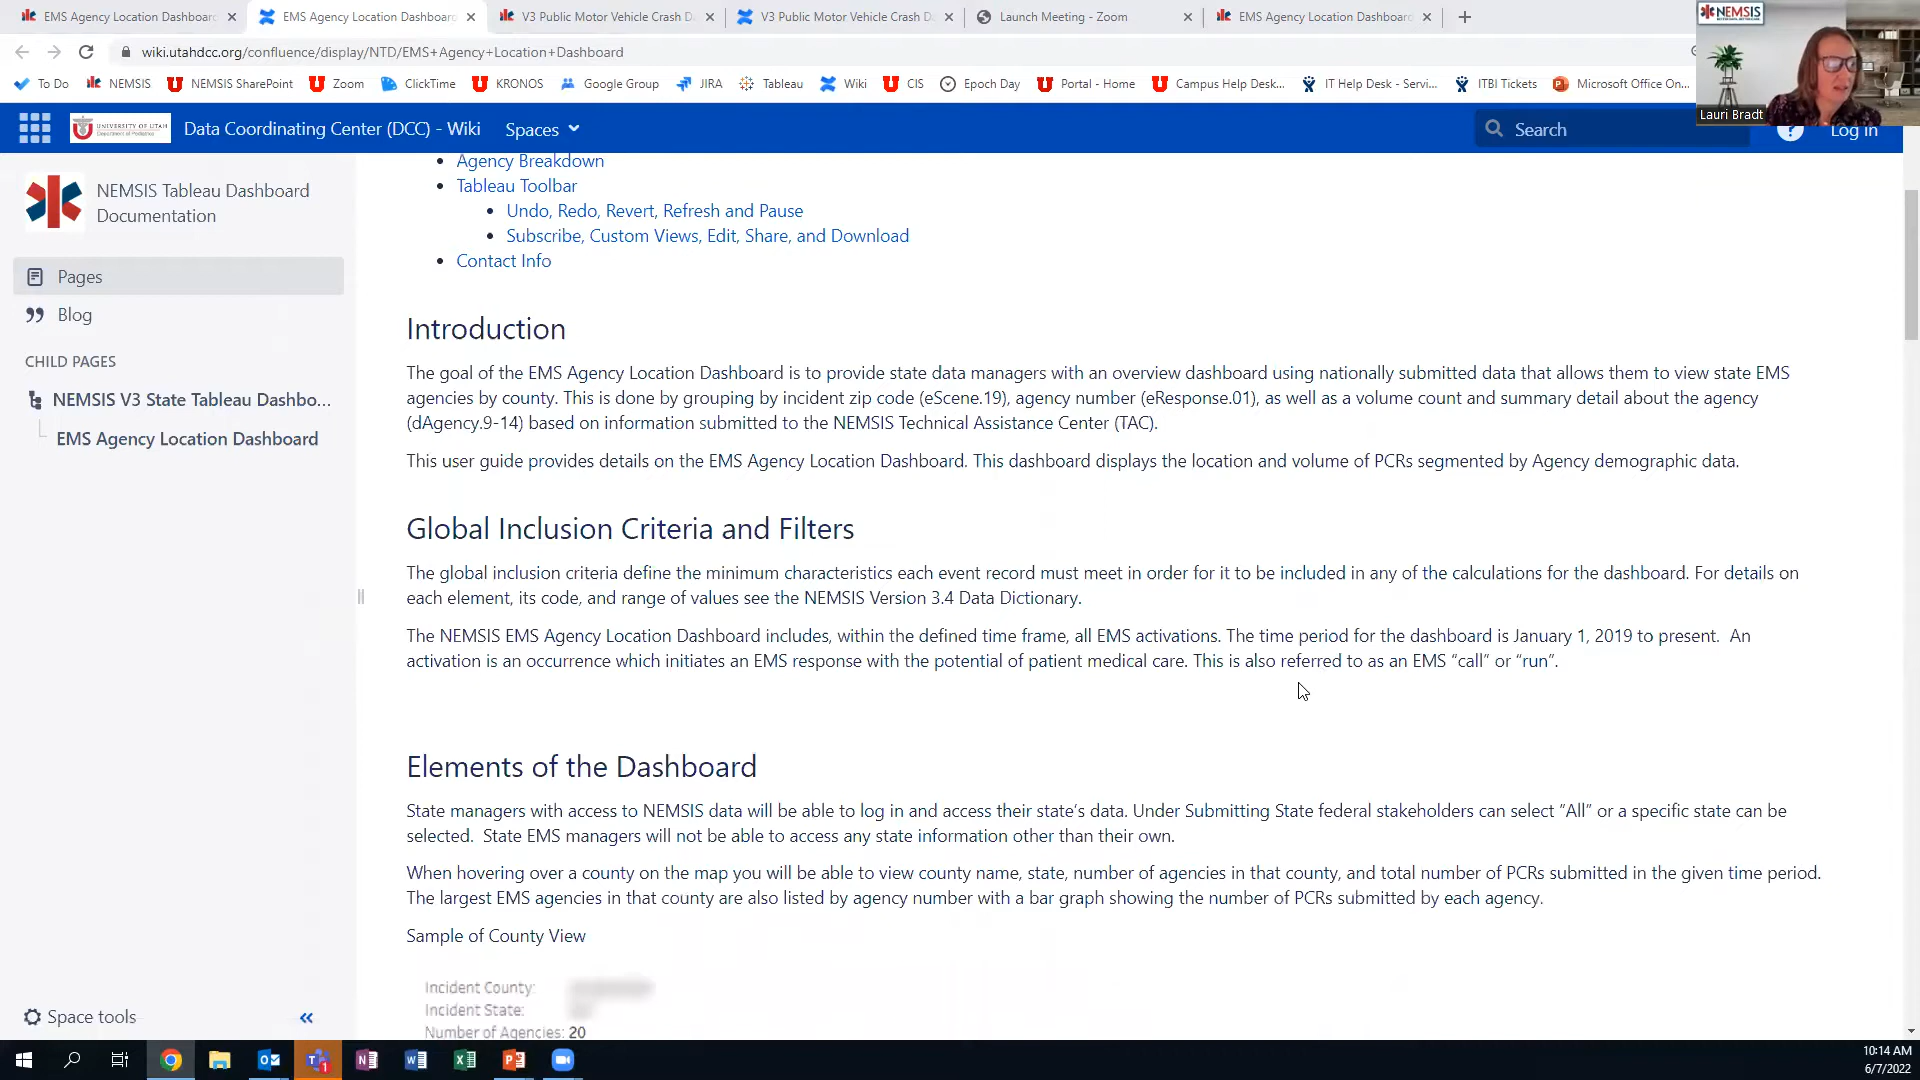 EMS Agency Location Dashboard
EMS Agency Location Dashboard
V3 Public Motor Vehicle Crash D
V3 Public Motor Vehicle Crash D
Launch Meeting - Zoom
EMS Agency Location Dashboard
wiki.utahdcc.org/confluence/display/NTD/EMS+Agency+Location+Dashboard
To Do
NEMSIS
NEMSIS SharePoint
Zoom
ClickTime
KRONOS
Google Group
JIRA
Tableau
Wiki
CIS
Epoch Day
Portal - Home
Campus Help Desk...
IT Help Desk - Servi...
ITBI Tickets
Microsoft Office On...
NEMSIS
Lauri Bradt
UNIVERSITY OF UTAH
Department of Pediatrics
Data Coordinating Center (DCC) - Wiki
Spaces
Search
Log in
NEMSIS Tableau Dashboard
Documentation
Pages
Blog
CHILD PAGES
NEMSIS V3 State Tableau Dashbo...
EMS Agency Location Dashboard
Space tools
Agency Breakdown
Tableau Toolbar
Undo, Redo, Revert, Refresh and Pause
Subscribe, Custom Views, Edit, Share, and Download
Contact Info
Introduction
The goal of the EMS Agency Location Dashboard is to provide state data managers with an overview dashboard using nationally submitted data that allows them to view state EMS
agencies by county. This is done by grouping by incident zip code (eScene.19), agency number (eResponse.01), as well as a volume count and summary detail about the agency
(dAgency.9-14) based on information submitted to the NEMSIS Technical Assistance Center (TAC).
This user guide provides details on the EMS Agency Location Dashboard. This dashboard displays the location and volume of PCRs segmented by Agency demographic data.
Global Inclusion Criteria and Filters
The global inclusion criteria define the minimum characteristics each event record must meet in order for it to be included in any of the calculations for the dashboard. For details on
each element, its code, and range of values see the NEMSIS Version 3.4 Data Dictionary.
The NEMSIS EMS Agency Location Dashboard includes, within the defined time frame, all EMS activations. The time period for the dashboard is January 1, 2019 to present. An
activation is an occurrence which initiates an EMS response with the potential of patient medical care. This is also referred to as an EMS “call” or “run”.
Elements of the Dashboard
State managers with access to NEMSIS data will be able to log in and access their state’s data. Under Submitting State federal stakeholders can select “All” or a specific state can be
selected. State EMS managers will not be able to access any state information other than their own.
When hovering over a county on the map you will be able to view county name, state, number of agencies in that county, and total number of PCRs submitted in the given time period.
The largest EMS agencies in that county are also listed by agency number with a bar graph showing the number of PCRs submitted by each agency.
Sample of County View
Incident County:
Incident State:
Number of Agencies: 20
10:14 AM
6/7/2022